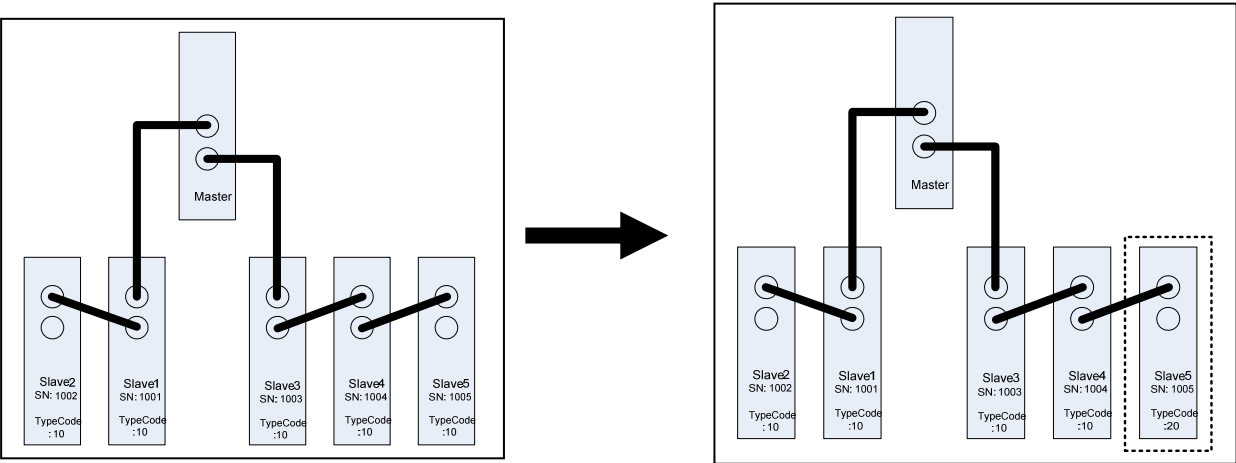 Master
Slave2
SN: 1002
TypeCode
: 10
Slave1
SN: 1001
TypeCode
:10
Slave3
SN: 1003
TypeCode
:10
Slave4
SN: 1004
TypeCode
:10
Slave5
SN: 1005
TypeCode
:10
Master
Slave2
SN: 1002
TypeCode
: 10
Slave1
SN: 1001
TypeCode
:10
Slave3
SN: 1003
TypeCode
:10
Slave4
SN: 1004
TypeCode
:10
Slave5
SN: 1005
TypeCode
:20